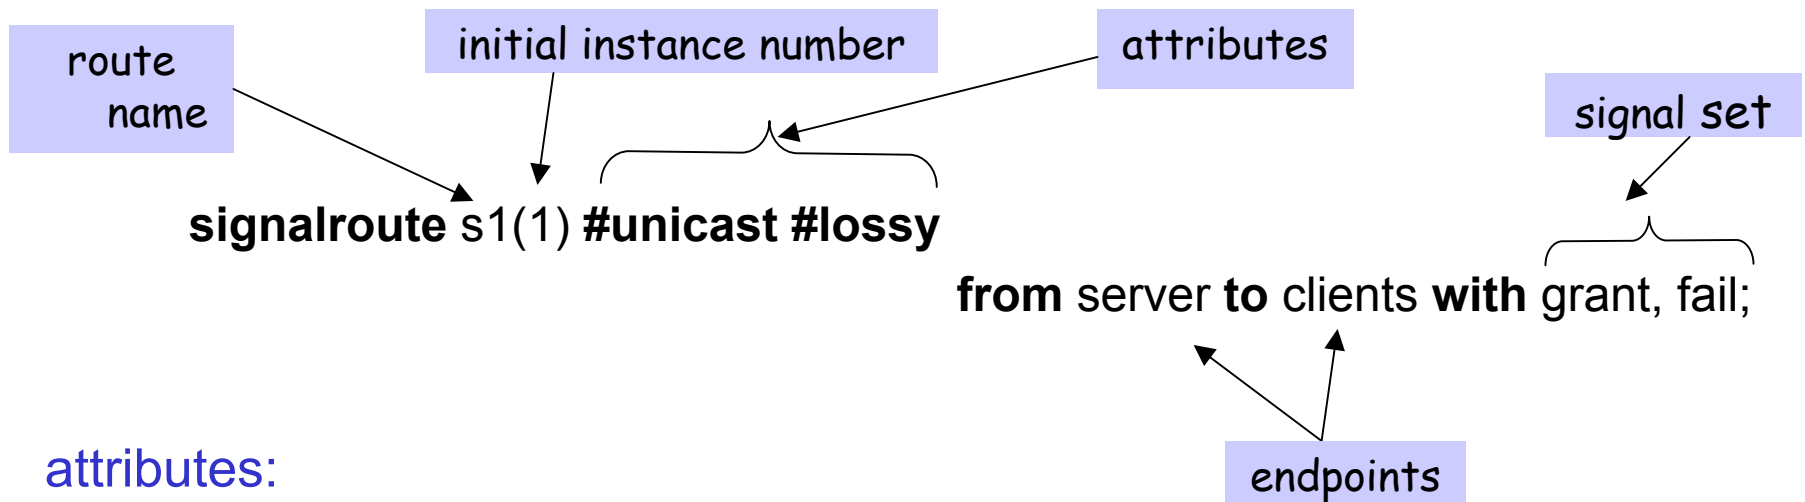 route
name
initial instance number
attributes
signal set
signalroute s1(1) #unicast #lossy
from server to clients with grant, fail;
endpoints
attributes: